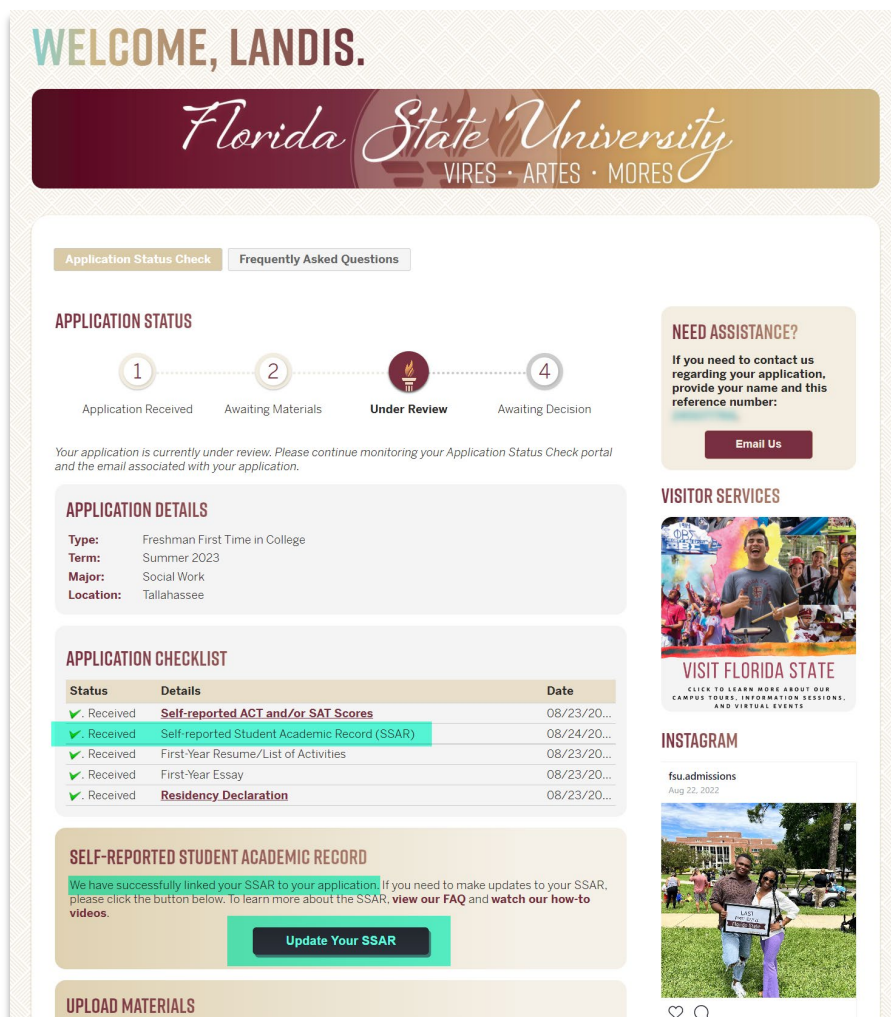 WELCOME, LANDIS.
Florida State University
VIRES • ARTES • MORES
Application Status Check
Frequently Asked Questions
APPLICATION STATUS
1
2
4
Application Received
Awaiting Materials
Under Review
Awaiting Decision
Your application is currently under review. Please continue monitoring your Application Status Check portal
and the email associated with your application.
APPLICATION DETAILS
Type: Freshman First Time in College
Term: Summer 2023
Major: Social Work
Location: Tallahassee
APPLICATION CHECKLIST
Status Details Date
. Received Self-reported ACT and/or SAT Scores 08/23/20...
. Received Self-reported Student Academic Record (SSAR) 08/24/20...
. Received First-Year Resume/List of Activities 08/23/20...
. Received First-Year Essay 08/23/20...
. Received Residency Declaration 08/23/20...
SELF-REPORTED STUDENT ACADEMIC RECORD
We have successfully linked your SSAR to your application. If you need to make updates to your SSAR,
please click the button below. To learn more about the SSAR, view our FAQ and watch our how-to
videos.
Update Your SSAR
UPLOAD MATERIALS
NEED ASSISTANCE?
If you need to contact us
regarding your application,
provide your name and this
reference number:
Email Us
VISITOR SERVICES
ΦΒΣ
VISIT FLORIDA STATE
CLICK TO LEARN MORE ABOUT OUR
CAMPUS TOURS, INFORMATION SESSIONS,
AND VIRTUAL EVENTS
INSTAGRAM
fsu.admissions
Aug 22, 2022
LAST
Florida State